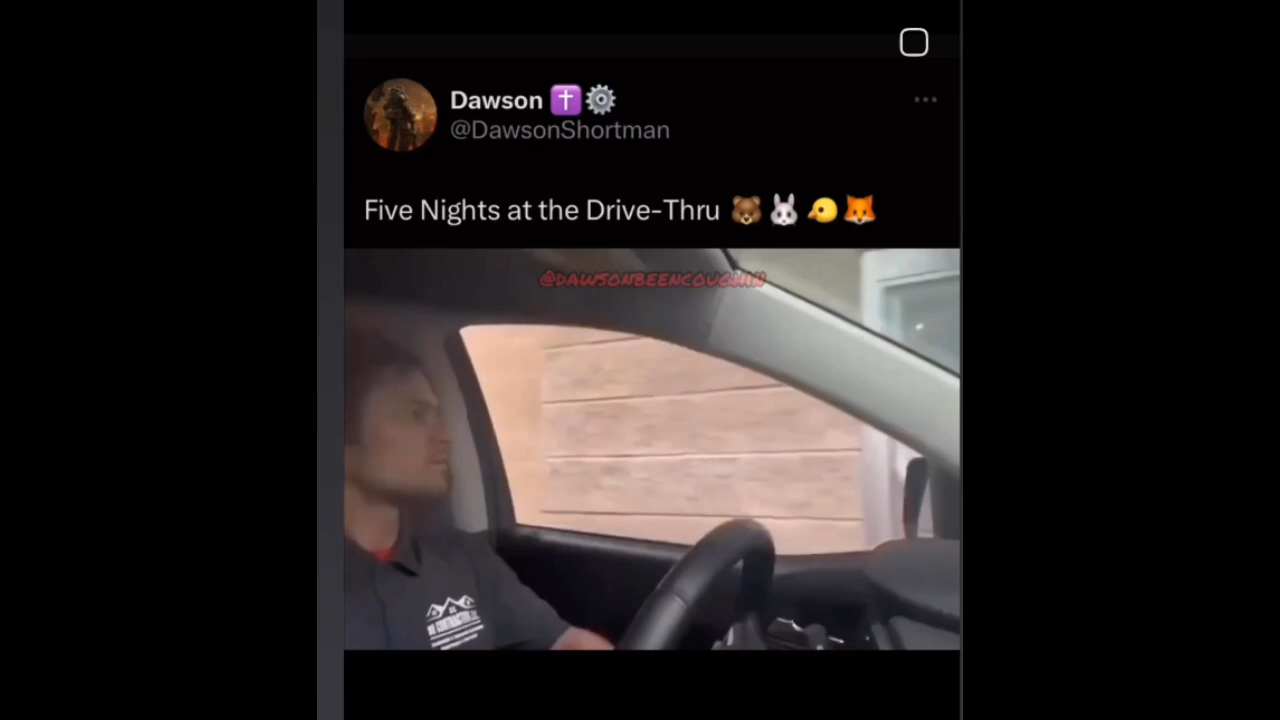 Dawson ✝️⚙️
@DawsonShortman
Five Nights at the Drive-Thru 🐻🐰🐤🦊
@DAWSONBEENCOUGHIN